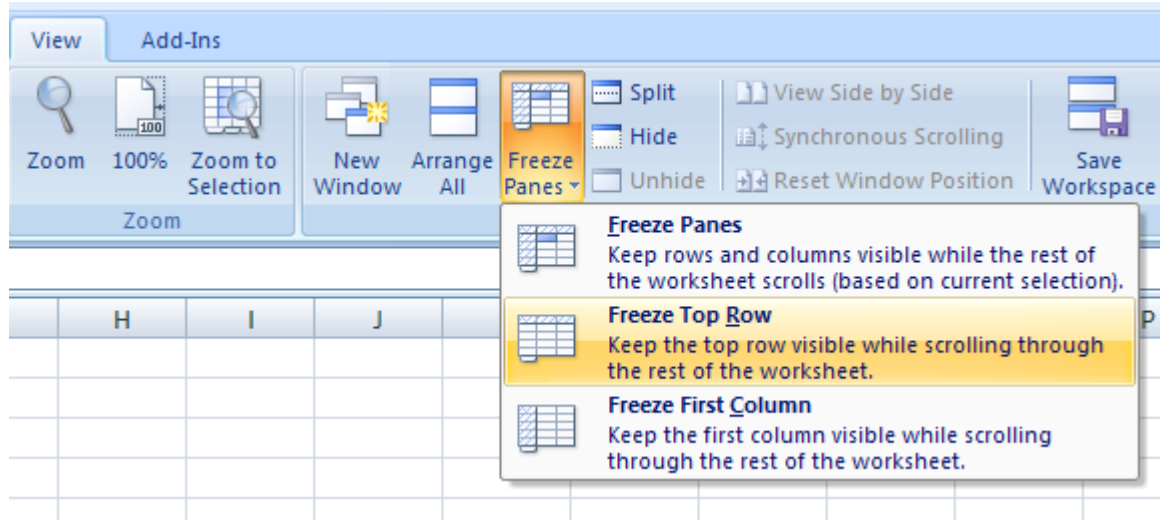 View Add-Ins
Split View Side by Side
Hide Synchronous Scrolling
Zoom 100% Zoom to New Arrange Freeze Save
Selection Window All Panes Unhide Reset Window Position Workspace
100
Zoom
Freeze Panes
Keep rows and columns visible while the rest of
the worksheet scrolls (based on current selection).
H I J P
Freeze Top Row
Keep the top row visible while scrolling through
the rest of the worksheet.
Freeze First Column
Keep the first column visible while scrolling
through the rest of the worksheet.